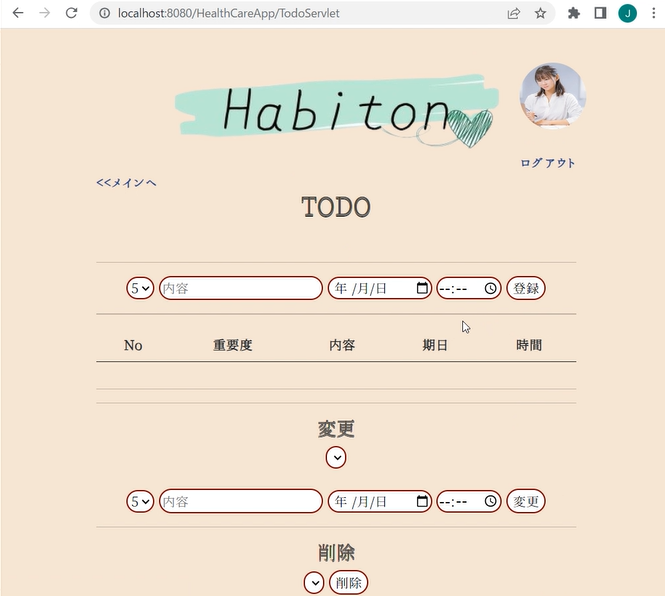 localhost:8080/HealthCareApp/TodoServlet
J
Habiton
ログアウト
<<メインへ
TODO
5 内容 年 /月/日 --:-- 登録
No 重要度 内容 期日 時間
変更
5 内容 年 /月/日 --:-- 変更
削除
削除